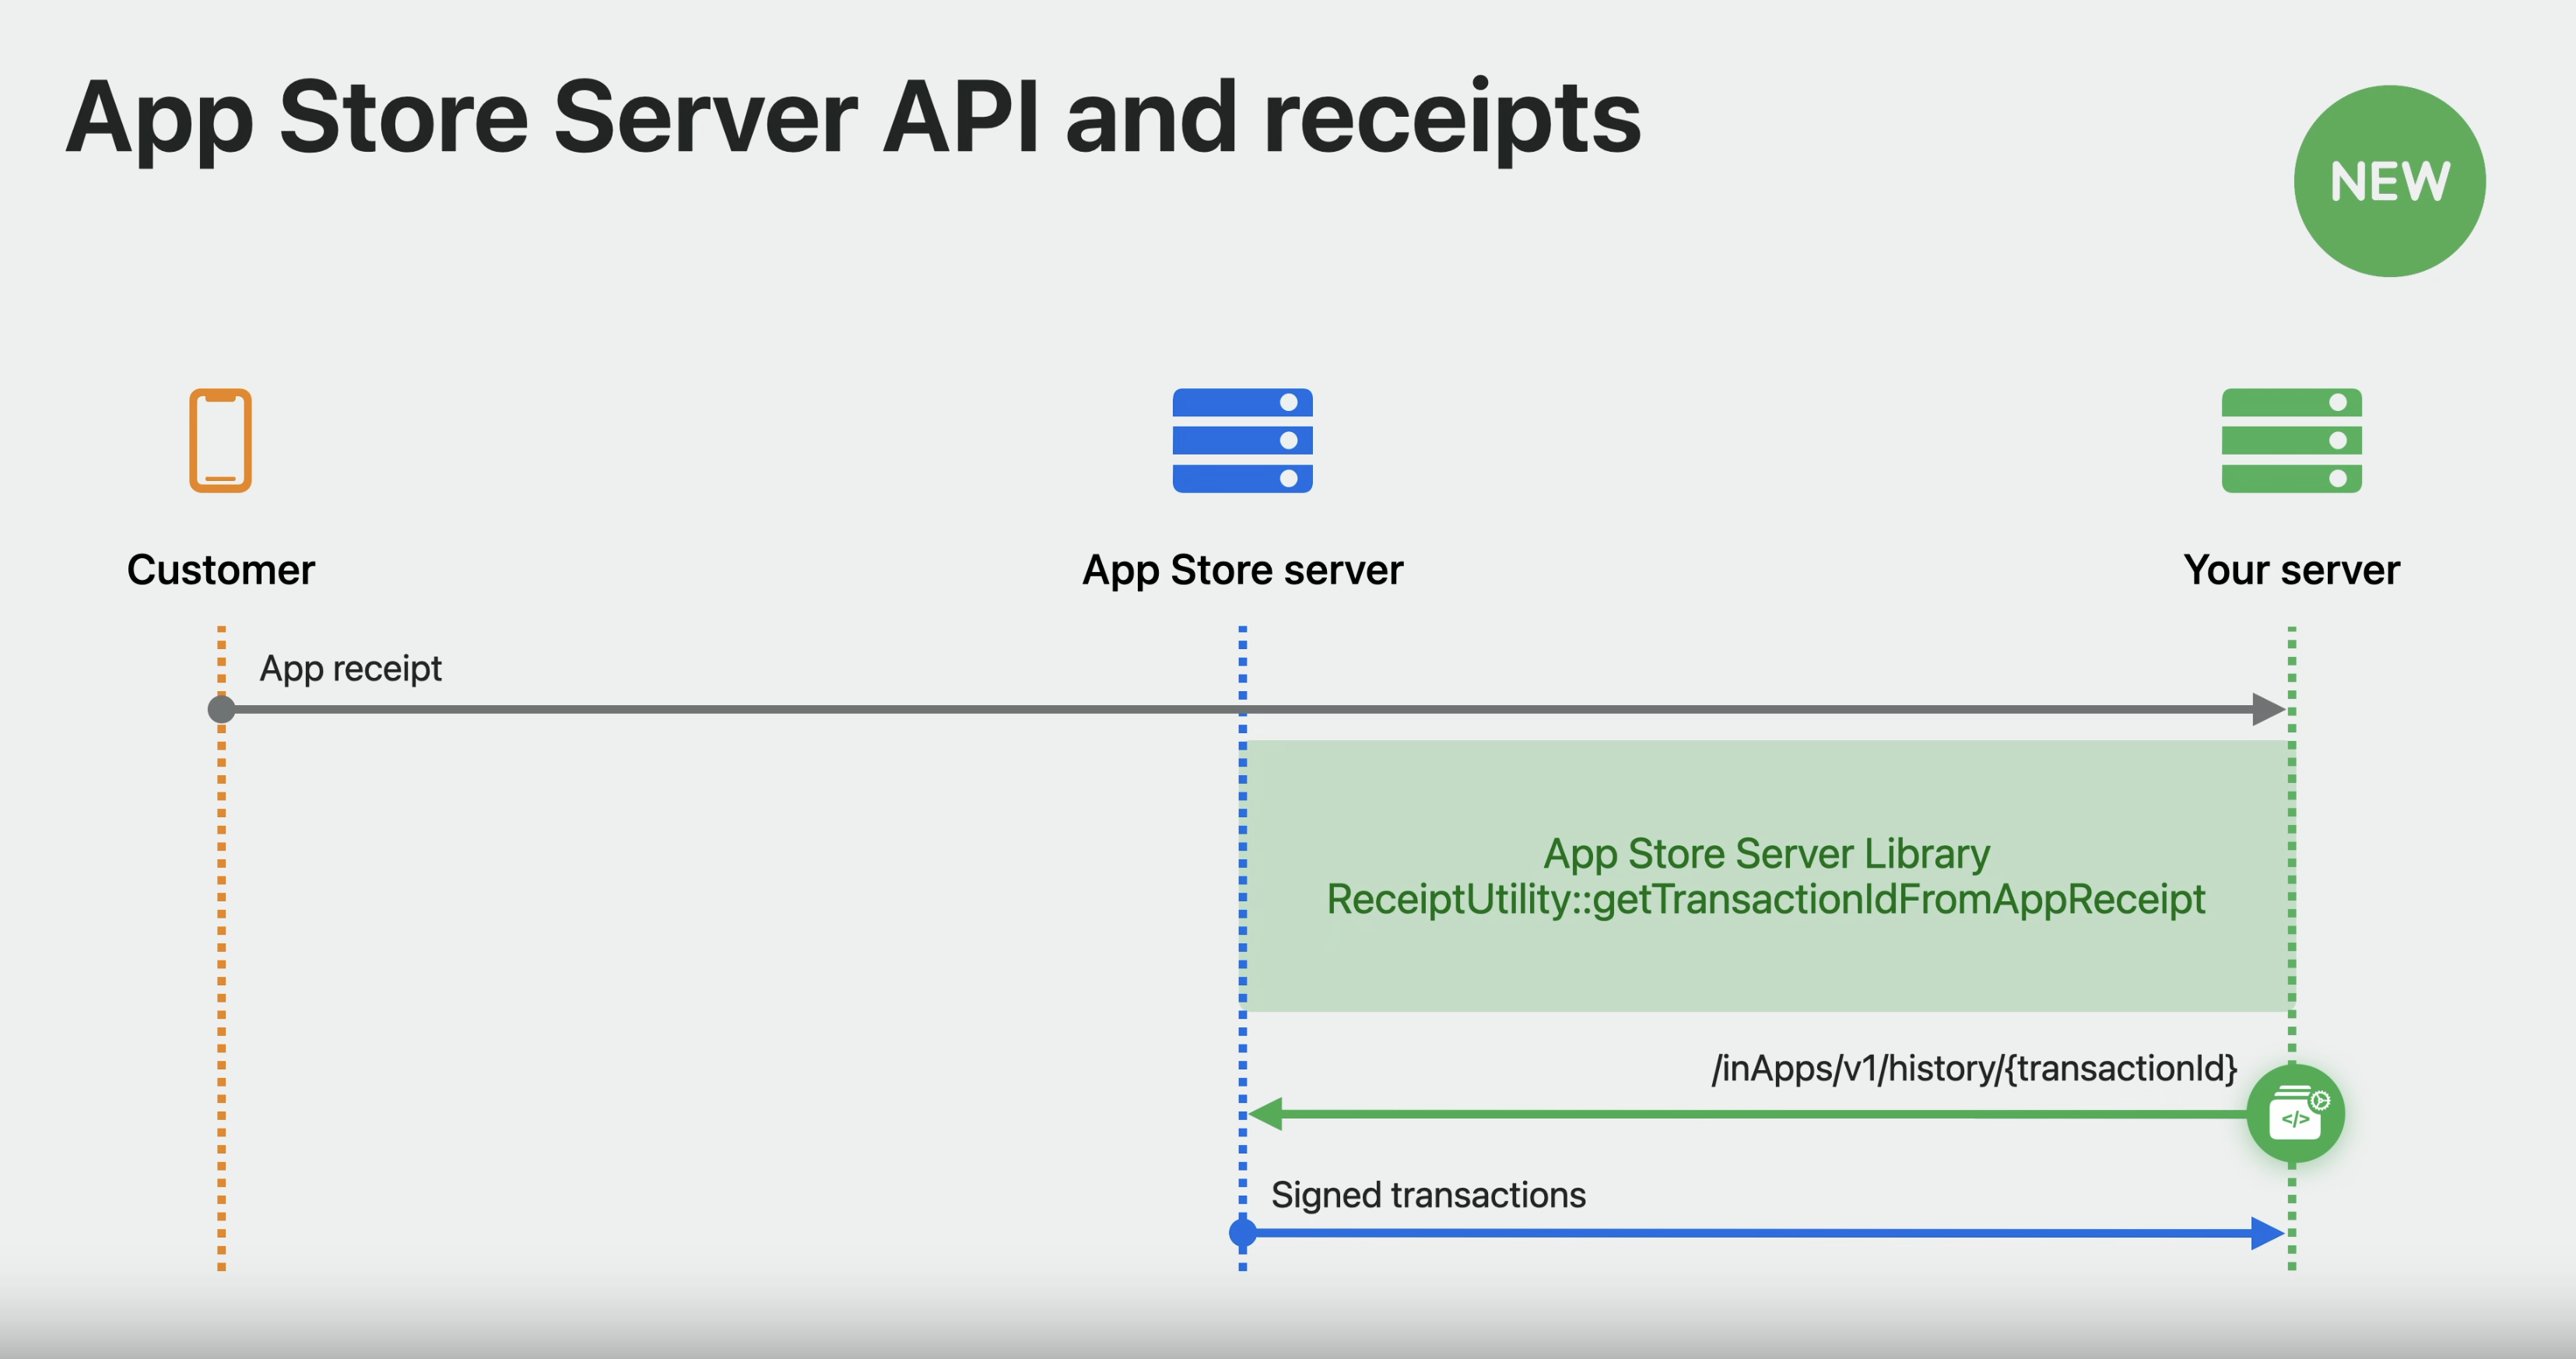 App Store Server API and receipts
NEW
Customer
App Store server
Your server
App receipt
App Store Server Library
ReceiptUtility::getTransactionIdFromAppReceipt
/inApps/v1/history/{transactionId}
</>
Signed transactions